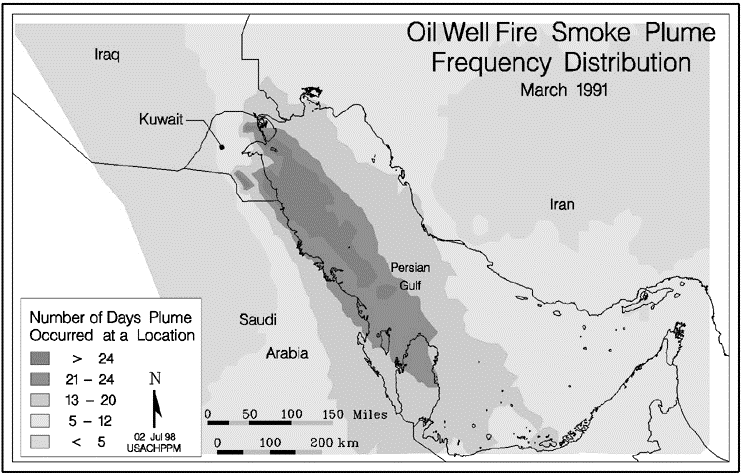 Oil Well Fire Smoke Plume
Frequency Distribution
March 1991
Iraq
Kuwait
Iran
Persian
Gulf
Saudi
Arabia
Number of Days Plume
Occurred at a Location
> 24
21 - 24
13 - 20
5 - 12
< 5
N
02 Jul 98
USACHPPM
0 50 100 150 Miles
0 100 200 km